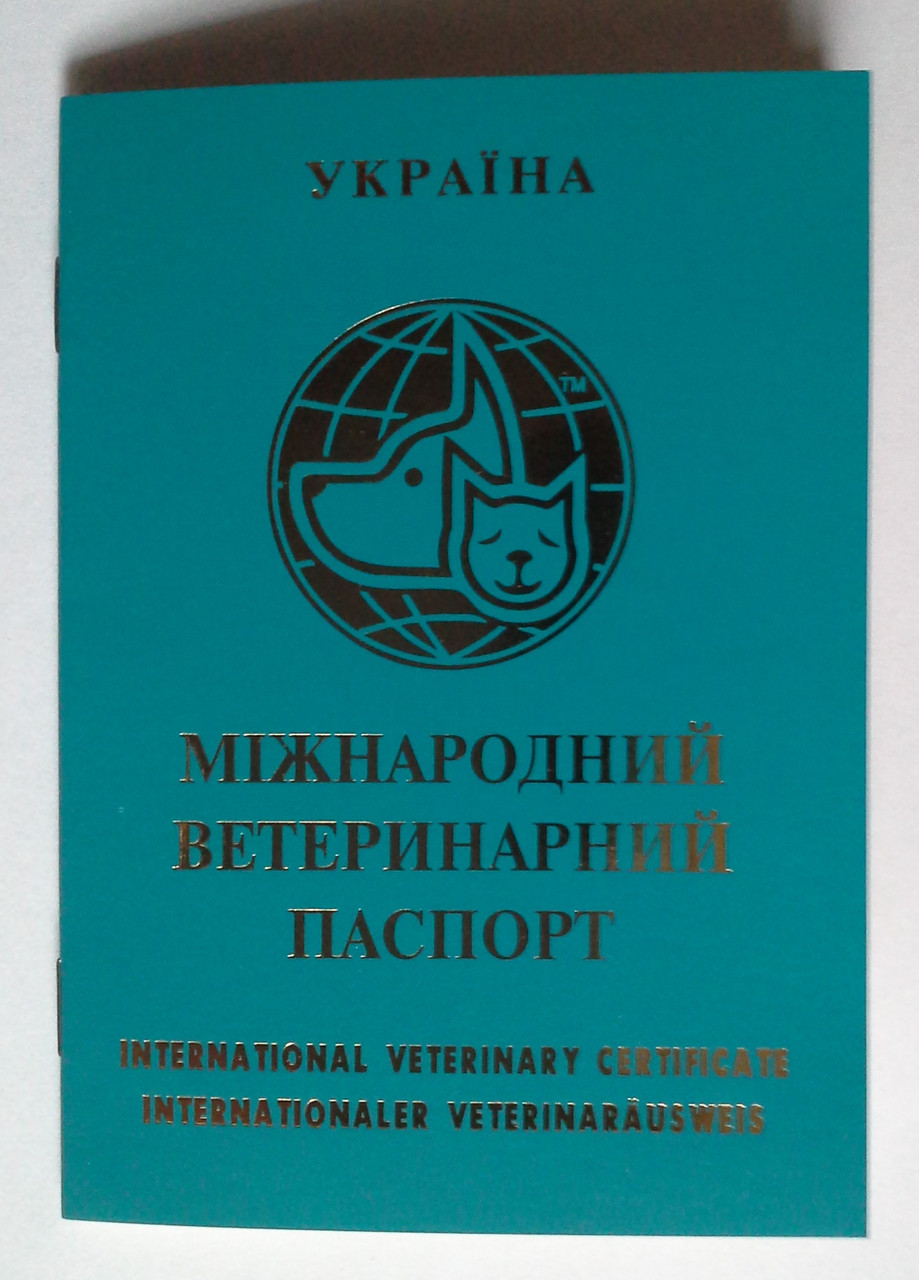 УКРАЇНА
TM
МІЖНАРОДНИЙ
ВЕТЕРИНАРНИЙ
ПАСПОРТ
INTERNATIONAL VETERINARY CERTIFICATE
INTERNATIONALER VETERINARÄUSWEIS